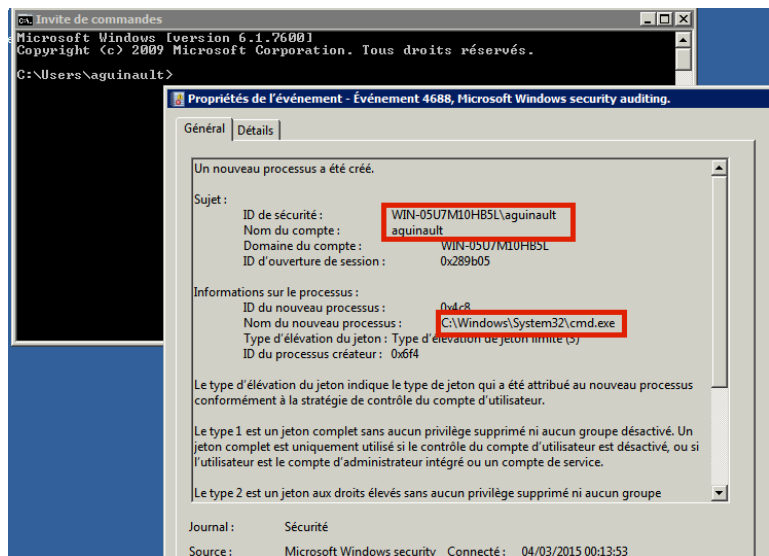 Invite de commandes
Microsoft Windows [version 6.1.7600]
Copyright (c) 2009 Microsoft Corporation. Tous droits réservés.
C:\Users\aguinault>
Propriétés de l'événement - Événement 4688, Microsoft Windows security auditing.
Général Détails
Un nouveau processus a été créé.
Sujet :
ID de sécurité : WIN-05U7M10HB5L\aguinault
Nom du compte : aguinault
Domaine du compte : WIN-05U7M10HB5L
ID d'ouverture de session : 0x289b05
Informations sur le processus :
ID du nouveau processus : 0x4c8
Nom du nouveau processus : C:\Windows\System32\cmd.exe
Type d'élévation du jeton : Type d'élévation de jeton limité (3)
ID du processus créateur : 0x6f4
Le type d'élévation du jeton indique le type de jeton qui a été attribué au nouveau processus
conformément à la stratégie de contrôle du compte d'utilisateur.
Le type 1 est un jeton complet sans aucun privilège supprimé ni aucun groupe désactivé. Un
jeton complet est uniquement utilisé si le contrôle du compte d'utilisateur est désactivé, ou si
l'utilisateur est le compte d'administrateur intégré ou un compte de service.
Le type 2 est un jeton aux droits élevés sans aucun privilège supprimé ni aucun groupe
Journal : Sécurité
Source : Microsoft Windows security Connecté : 04/03/2015 00:13:53